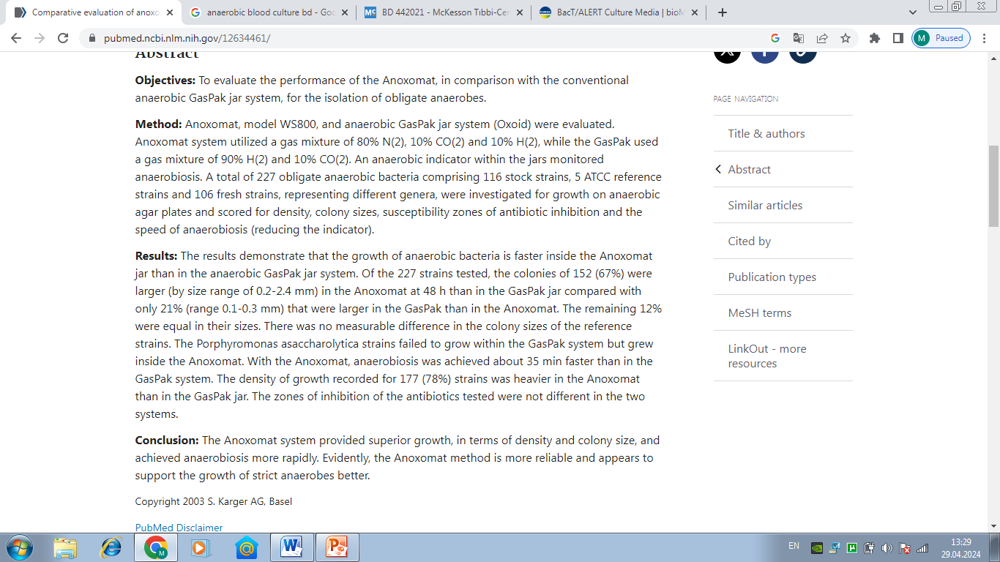 Comparative evaluation of anoxo
anaerobic blood culture bd - Goo
BD 442021 - McKesson Tıbbi-Cer
BacT/ALERT Culture Media | bioM
pubmed.ncbi.nlm.nih.gov/12634461/
M Paused
Abstract
Objectives: To evaluate the performance of the Anoxomat, in comparison with the conventional
anaerobic GasPak jar system, for the isolation of obligate anaerobes.
Method: Anoxomat, model WS800, and anaerobic GasPak jar system (Oxoid) were evaluated.
Anoxomat system utilized a gas mixture of 80% N(2), 10% CO(2) and 10% H(2), while the GasPak used
a gas mixture of 90% H(2) and 10% CO(2). An anaerobic indicator within the jars monitored
anaerobiosis. A total of 227 obligate anaerobic bacteria comprising 116 stock strains, 5 ATCC reference
strains and 106 fresh strains, representing different genera, were investigated for growth on anaerobic
agar plates and scored for density, colony sizes, susceptibility zones of antibiotic inhibition and the
speed of anaerobiosis (reducing the indicator).
Results: The results demonstrate that the growth of anaerobic bacteria is faster inside the Anoxomat
jar than in the anaerobic GasPak jar system. Of the 227 strains tested, the colonies of 152 (67%) were
larger (by size range of 0.2-2.4 mm) in the Anoxomat at 48 h than in the GasPak jar compared with
only 21% (range 0.1-0.3 mm) that were larger in the GasPak than in the Anoxomat. The remaining 12%
were equal in their sizes. There was no measurable difference in the colony sizes of the reference
strains. The Porphyromonas asaccharolytica strains failed to grow within the GasPak system but grew
inside the Anoxomat. With the Anoxomat, anaerobiosis was achieved about 35 min faster than in the
GasPak system. The density of growth recorded for 177 (78%) strains was heavier in the Anoxomat
than in the GasPak jar. The zones of inhibition of the antibiotics tested were not different in the two
systems.
Conclusion: The Anoxomat system provided superior growth, in terms of density and colony size, and
achieved anaerobiosis more rapidly. Evidently, the Anoxomat method is more reliable and appears to
support the growth of strict anaerobes better.
Copyright 2003 S. Karger AG, Basel
PubMed Disclaimer
PAGE NAVIGATION
Title & authors
Abstract
Similar articles
Cited by
Publication types
MeSH terms
LinkOut - more
resources
EN
13:29
29.04.2024